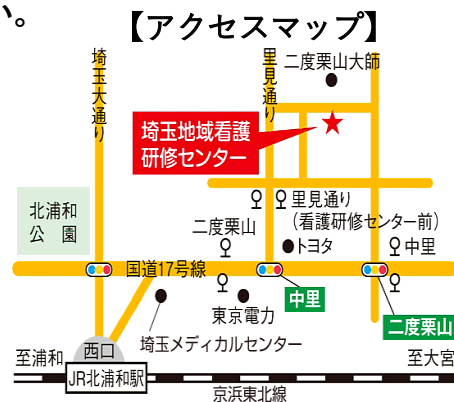 い。
【アクセスマップ】
埼玉大通り
里見通り
二度栗山大師
埼玉地域看護
研修センター
北浦和
公園
里見通り
（看護研修センター前）
二度栗山
トヨタ
中里
国道17号線
中里
東京電力
二度栗山
埼玉メディカルセンター
至浦和
西口
至大宮
JR北浦和駅
京浜東北線